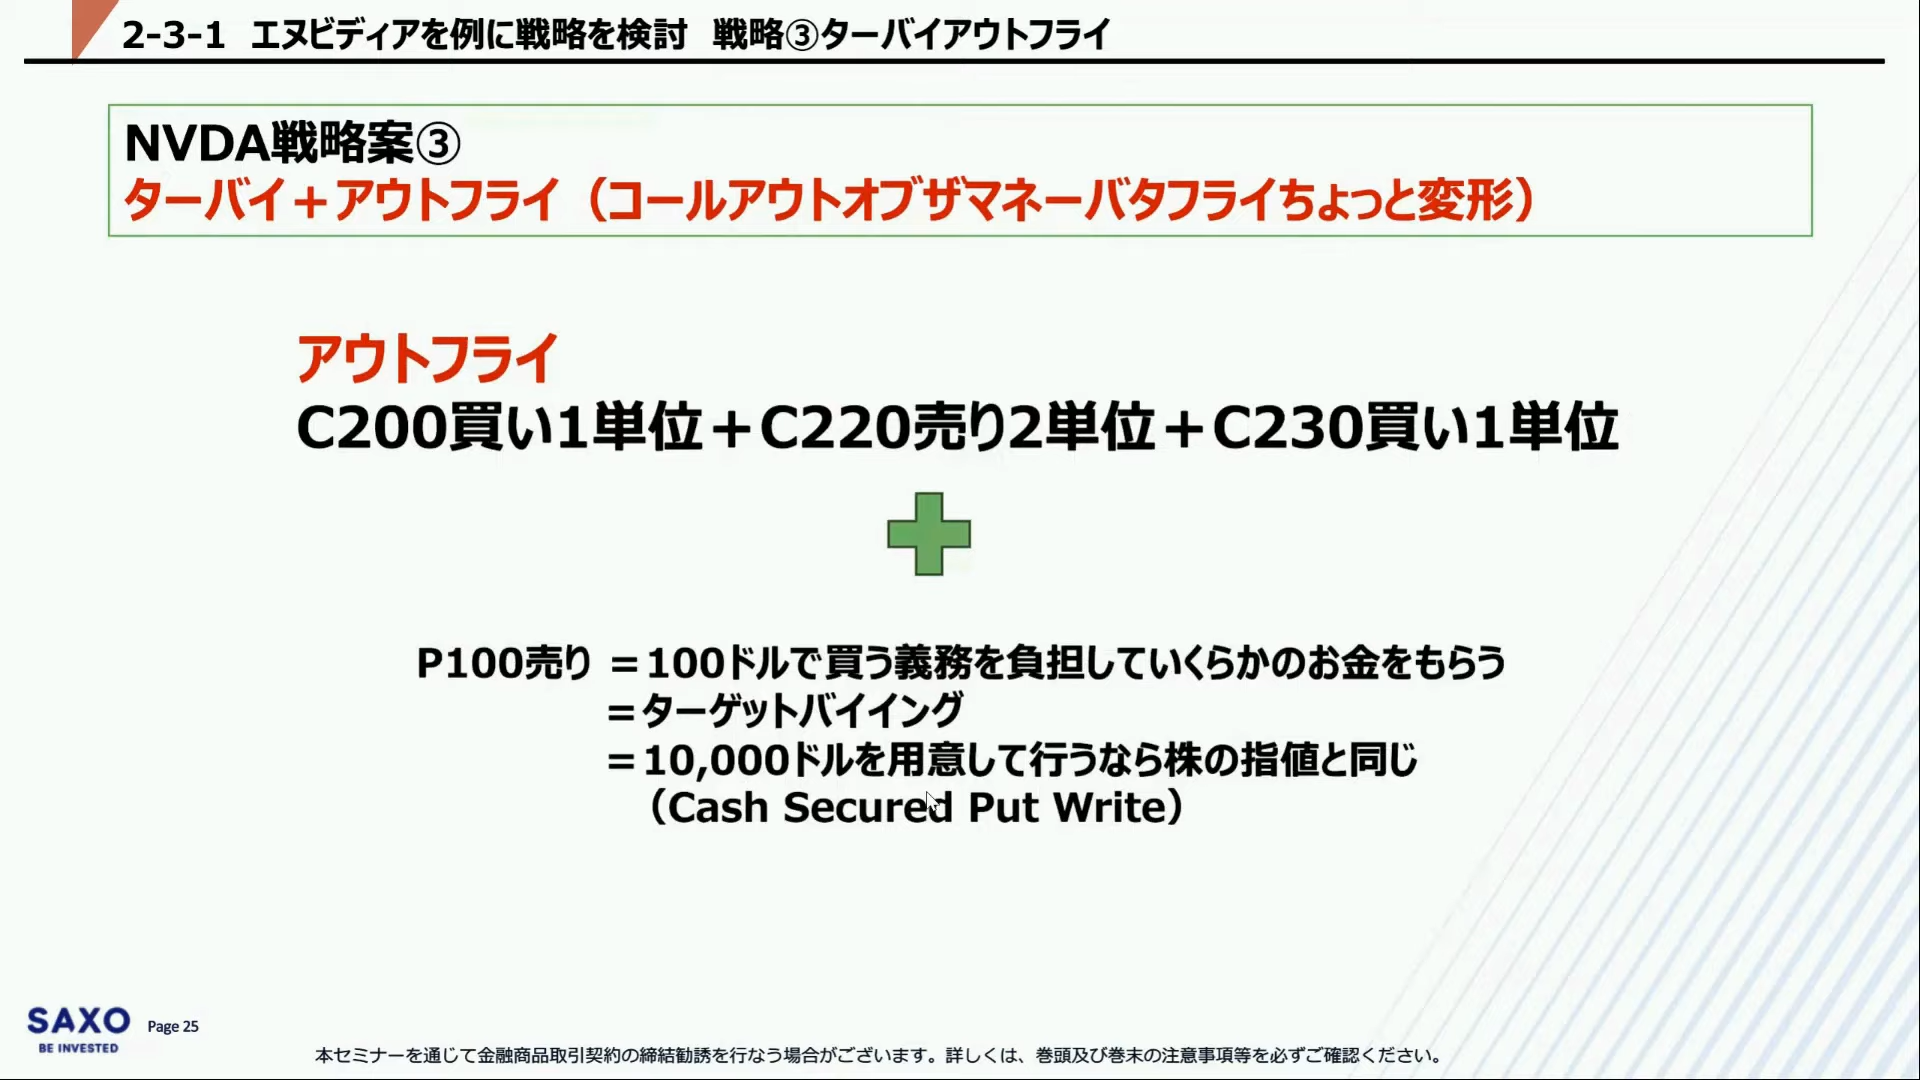 2-3-1 エヌビディアを例に戦略を検討 戦略③ターバイアウトフライ
NVDA戦略案③
ターバイ＋アウトフライ（コールアウトオブザマネーバタフライちょっと変形）
アウトフライ
C200買い1単位＋C220売り2単位＋C230買い1単位
P100売り ＝100ドルで買う義務を負担していくらかのお金をもらう
＝ターゲットバイイング
＝10,000ドルを用意して行うなら株の指値と同じ
（Cash Secured Put Write）
SAXO
BE INVESTED
Page 25
本セミナーを通じて金融商品取引契約の締結勧誘を行なう場合がございます。詳しくは、巻頭及び巻末の注意事項等を必ずご確認ください。